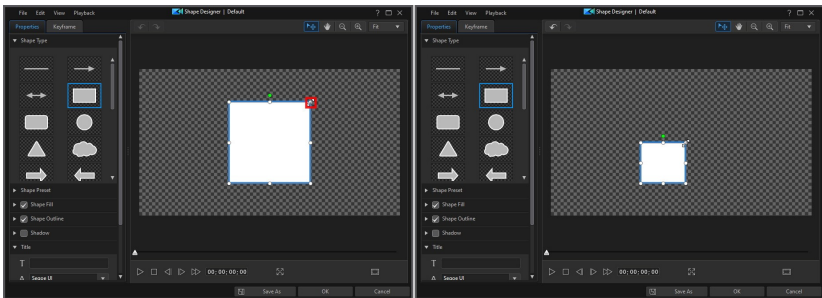 File Edit View Playback
Shape Designer | Default
? 
Properties Keyframe
Fit
Shape Type
Shape Preset
Shape Fill
Shape Outline
Shadow
Title
T
A Segoe UI
00;00;00;00
Save As OK Cancel
File Edit View Playback
Shape Designer | Default
?
Properties Keyframe
Fit
Shape Type
Shape Preset
Shape Fill
Shape Outline
Shadow
Title
T
A Segoe UI
00;00;00;00
Save As OK Cancel